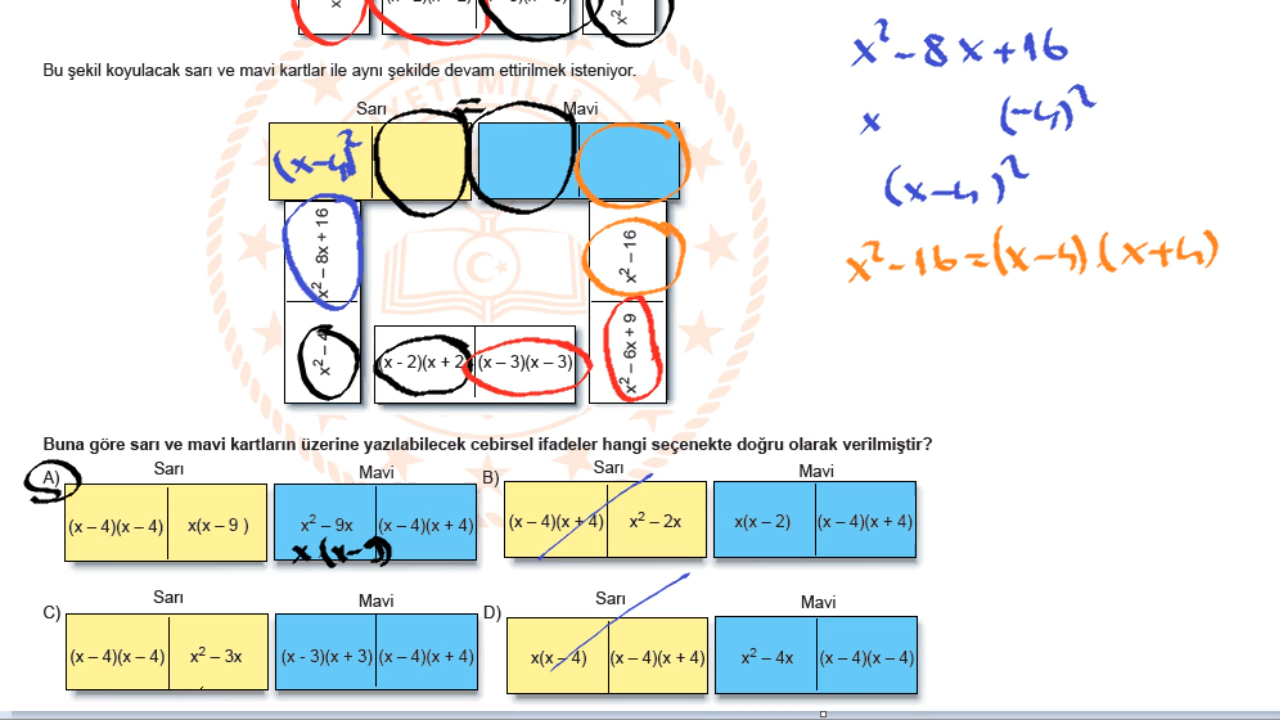 x² - 8x + 16
Bu şekil koyulacak sarı ve mavi kartlar ile aynı şekilde devam ettirilmek isteniyor.
Sarı
=
Mavi
x
(-4)²
(x-4)²
(x-4)²
x² - 16 = (x-4)(x+4)
x² – 8x + 16
x² – 16
x² – 4
(x - 2)(x + 2
(x – 3)(x – 3)
x² – 6x + 9
Buna göre sarı ve mavi kartların üzerine yazılabilecek cebirsel ifadeler hangi seçenekte doğru olarak verilmiştir?
A)
Sarı
Mavi
(x – 4)(x – 4)
x(x – 9 )
x² – 9x
(x – 4)(x + 4)
B)
Sarı
Mavi
(x – 4)(x + 4)
x² – 2x
x(x – 2)
(x – 4)(x + 4)
C)
Sarı
Mavi
(x – 4)(x – 4)
x² – 3x
(x - 3)(x + 3)
(x – 4)(x + 4)
D)
Sarı
Mavi
x(x – 4)
(x – 4)(x + 4)
x² – 4x
(x – 4)(x – 4)